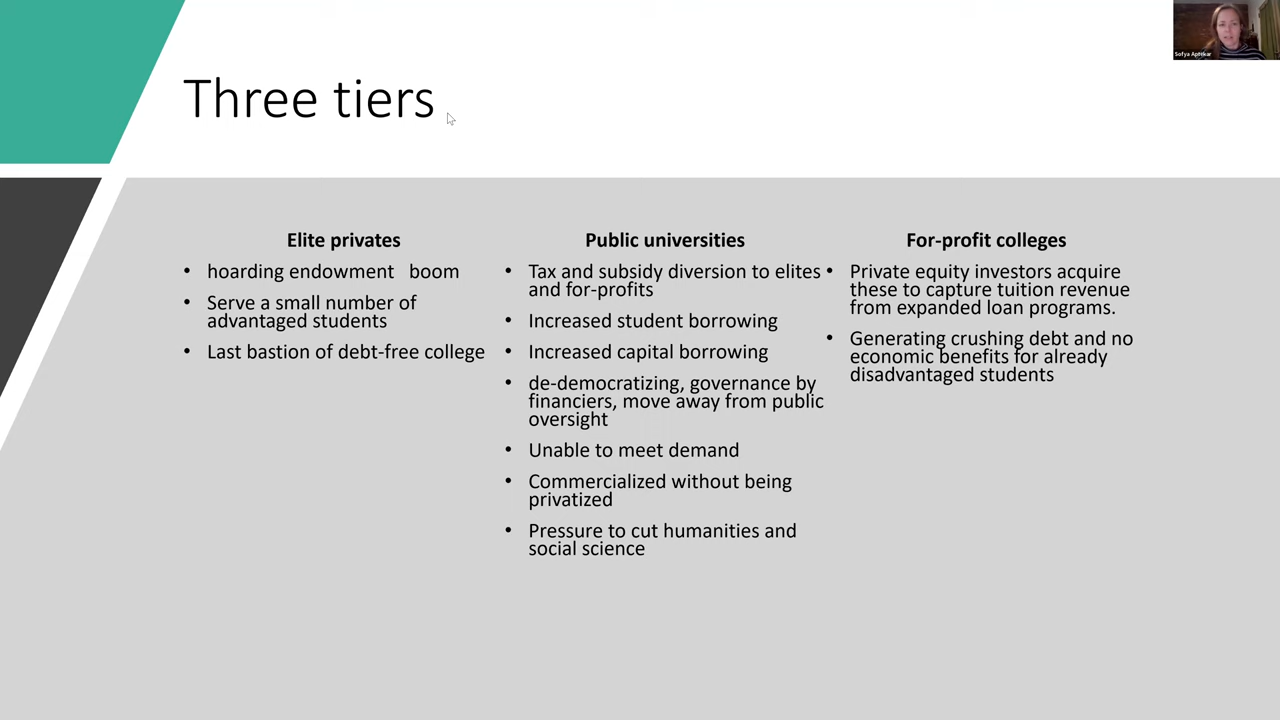 Sofya Aptekar
Three tiers
Elite privates
• hoarding endowment boom
• Serve a small number of
advantaged students
• Last bastion of debt-free college
Public universities
• Tax and subsidy diversion to elites
and for-profits
• Increased student borrowing
• Increased capital borrowing
• de-democratizing, governance by
financiers, move away from public
oversight
• Unable to meet demand
• Commercialized without being
privatized
• Pressure to cut humanities and
social science
For-profit colleges
• Private equity investors acquire
these to capture tuition revenue
from expanded loan programs.
• Generating crushing debt and no
economic benefits for already
disadvantaged students